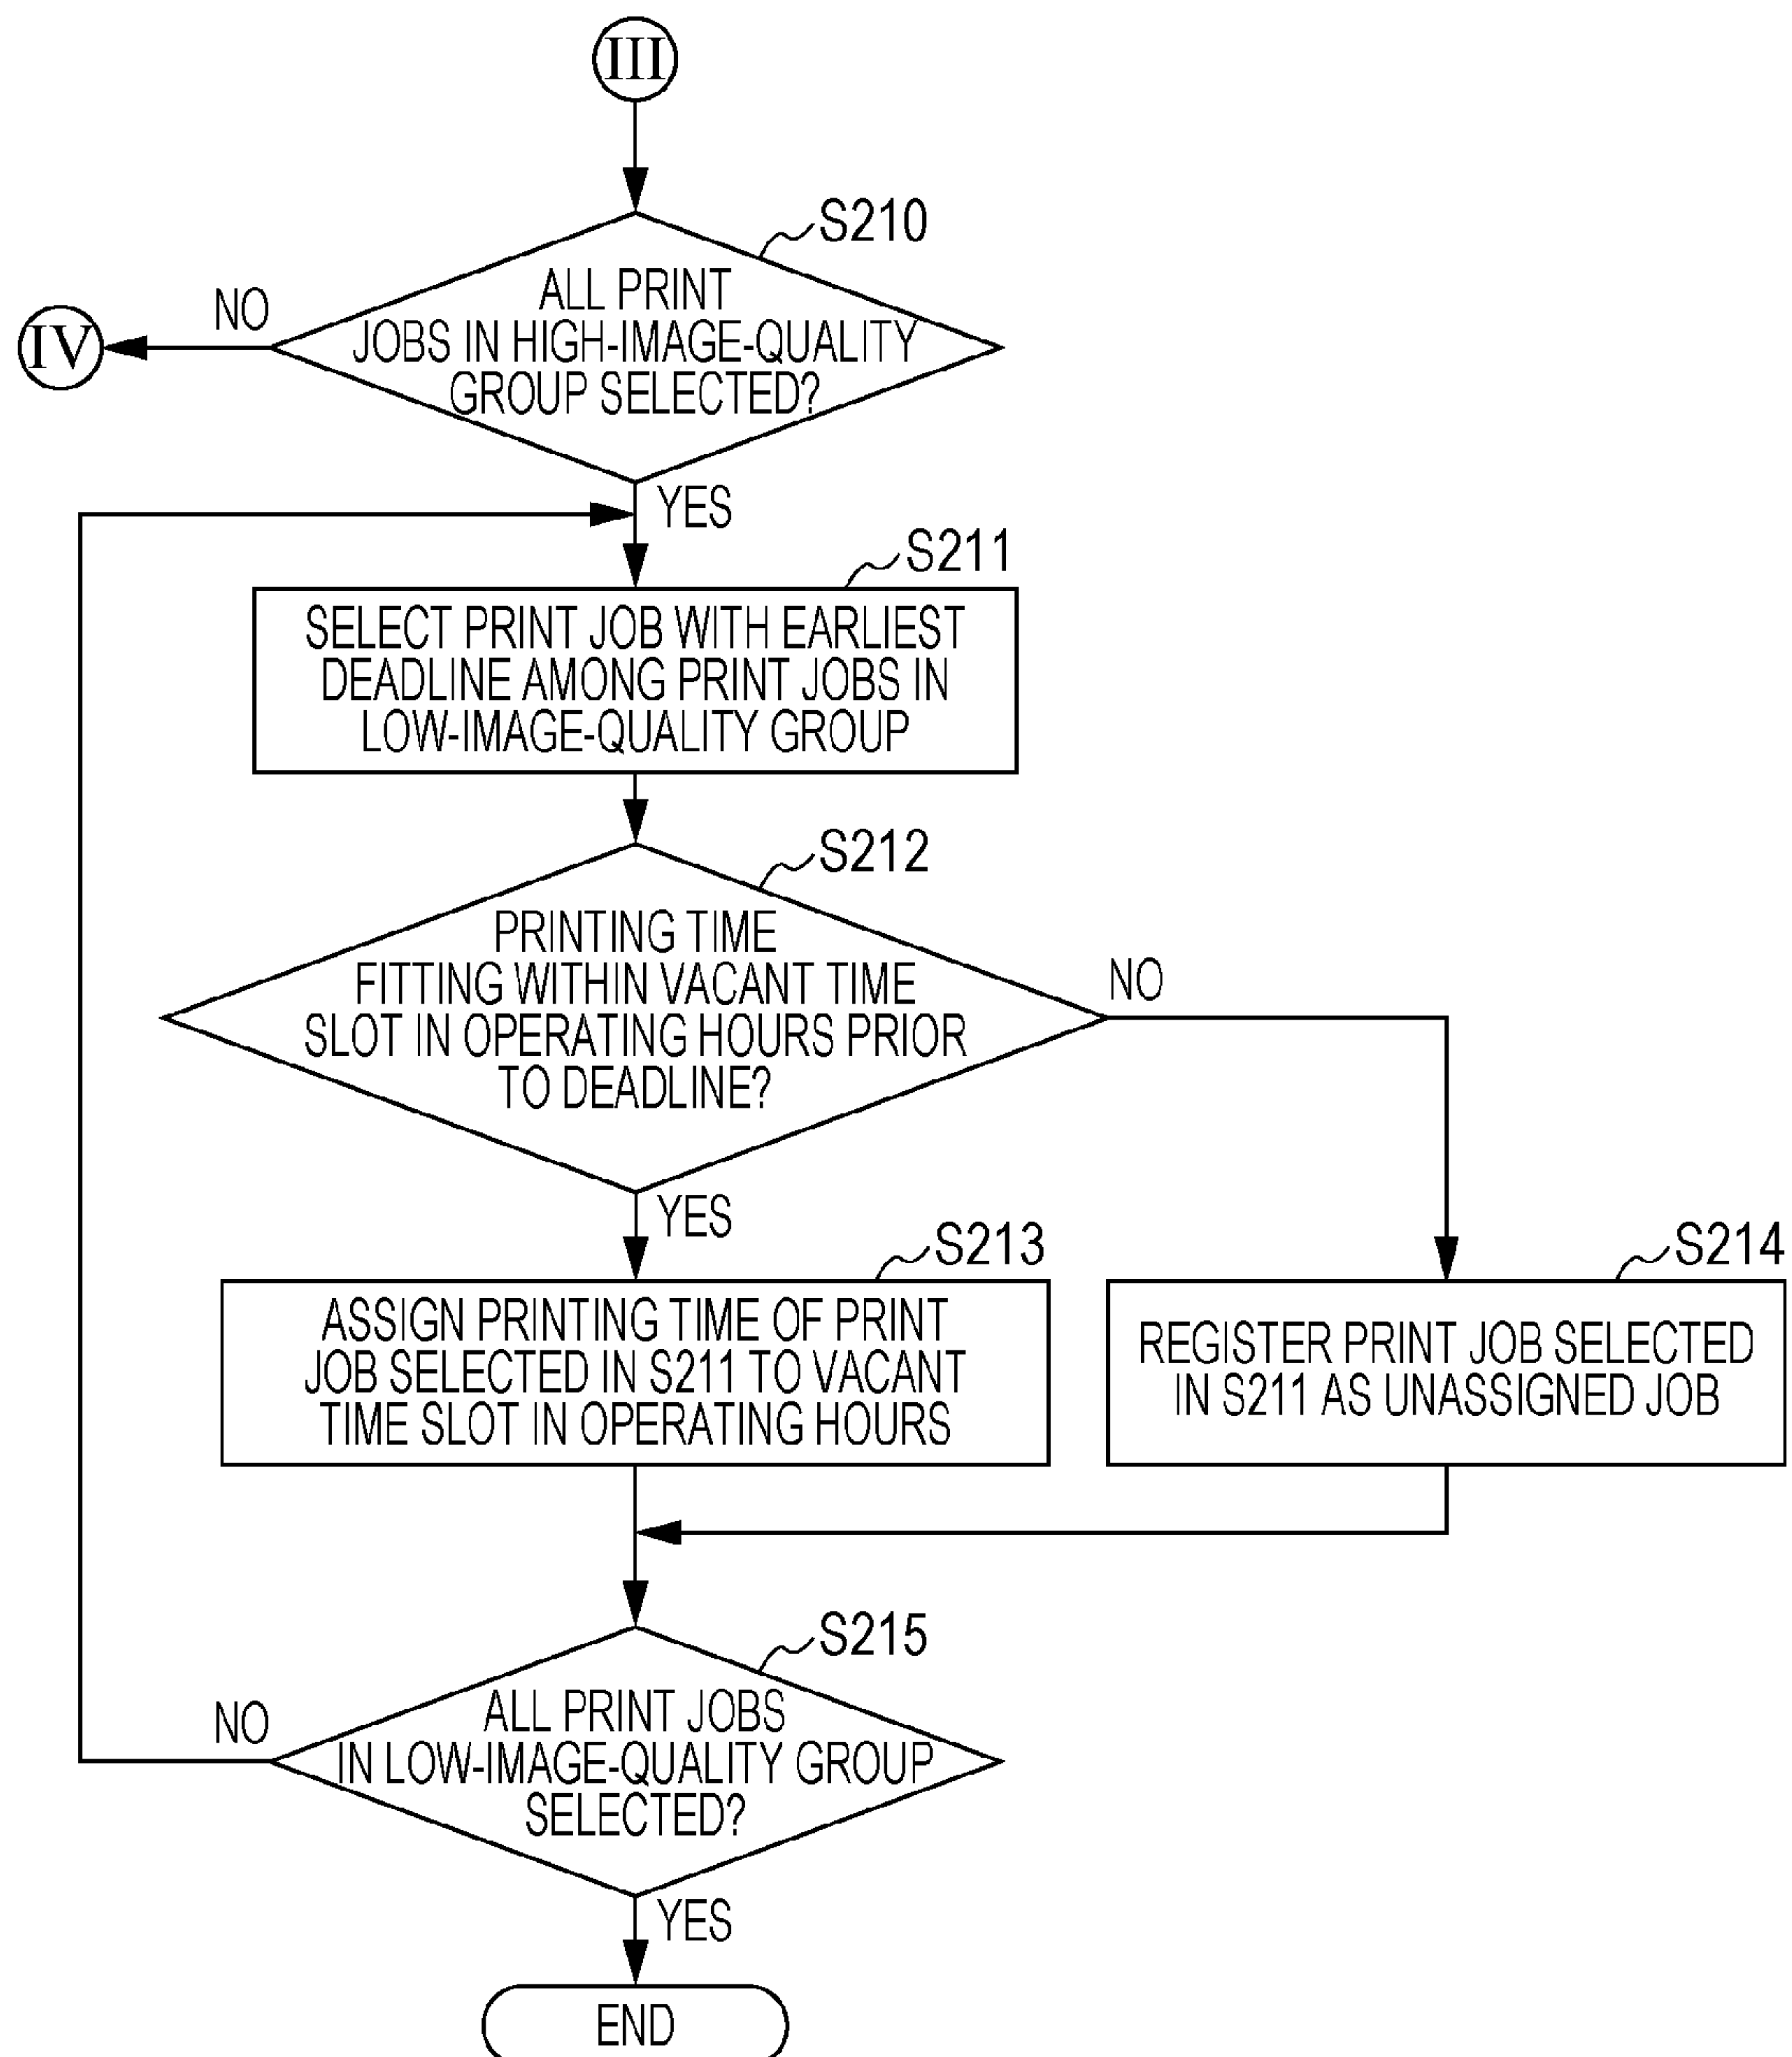 III
S210
ALL PRINT
JOBS IN HIGH-IMAGE-QUALITY
GROUP SELECTED?
NO
IV
YES
S211
SELECT PRINT JOB WITH EARLIEST
DEADLINE AMONG PRINT JOBS IN
LOW-IMAGE-QUALITY GROUP
S212
PRINTING TIME
FITTING WITHIN VACANT TIME
SLOT IN OPERATING HOURS PRIOR
TO DEADLINE?
NO
YES
S213
ASSIGN PRINTING TIME OF PRINT
JOB SELECTED IN S211 TO VACANT
TIME SLOT IN OPERATING HOURS
S214
REGISTER PRINT JOB SELECTED
IN S211 AS UNASSIGNED JOB
S215
ALL PRINT JOBS
IN LOW-IMAGE-QUALITY GROUP
SELECTED?
NO
YES
END